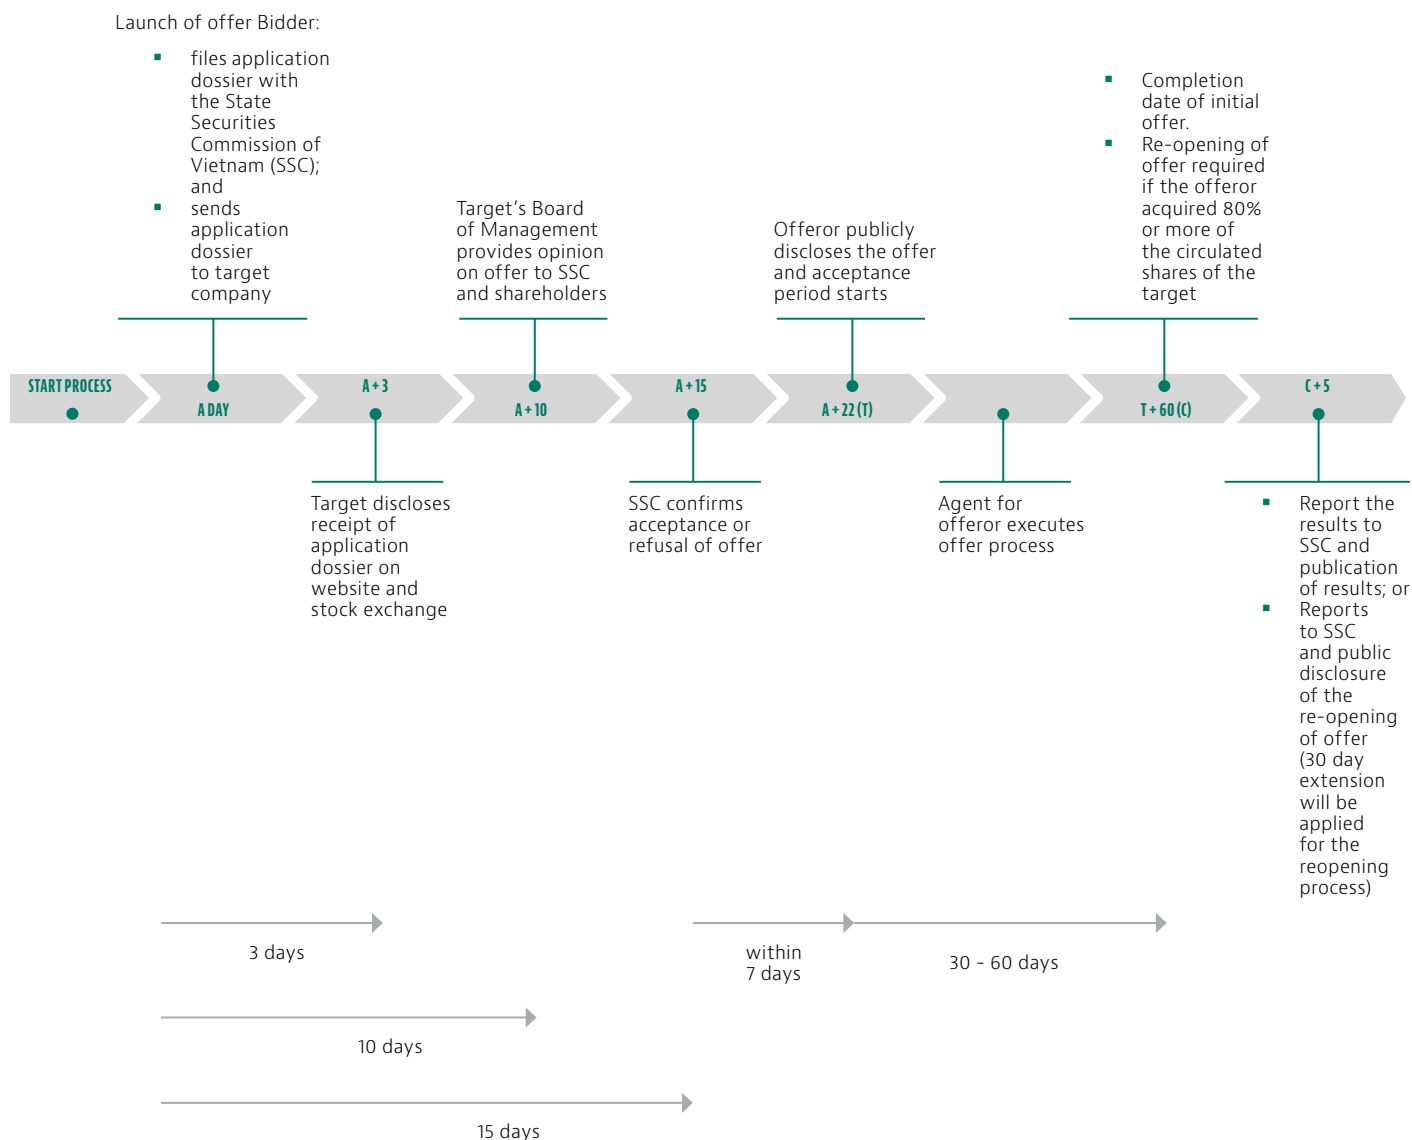 Launch of offer Bidder:
▪ files application
dossier with
the State
Securities
Commission of
Vietnam (SSC);
and
▪ sends
application
dossier
to target
company
Target's Board
of Management
provides opinion
on offer to SSC
and shareholders
Offeror publicly
discloses the offer
and acceptance
period starts
▪ Completion
date of initial
offer.
▪ Re-opening of
offer required
if the offeror
acquired 80%
or more of
the circulated
shares of the
target
START PROCESS
A DAY
A + 3
A + 10
A + 15
A + 22 (T)
T + 60 (C)
C + 5
Target discloses
receipt of
application
dossier on
website and
stock exchange
SSC confirms
acceptance or
refusal of offer
Agent for
offeror executes
offer process
▪ Report the
results to
SSC and
publication
of results; or
▪ Reports
to SSC
and public
disclosure
of the
re-opening
of offer
(30 day
extension
will be
applied
for the
reopening
process)
3 days
within
7 days
30 - 60 days
10 days
15 days